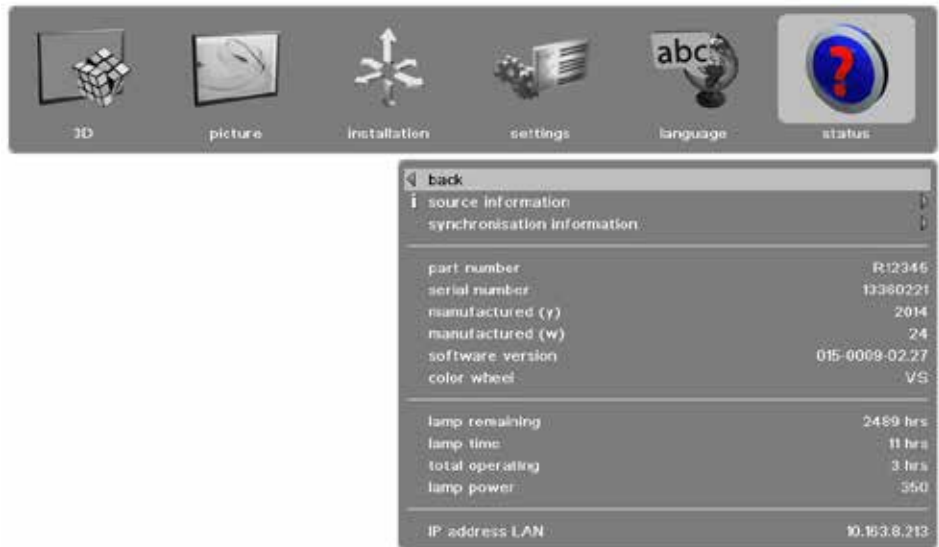 3D picture installation settings abc language status
back
i source information
synchronisation information
part number R12345
serial number 13360221
manufactured (y) 2014
manufactured (w) 24
software version 015-0009-02.27
color wheel VS
lamp remaining 2489 hrs
lamp time 11 hrs
total operating 3 hrs
lamp power 350
IP address LAN 10.163.8.213